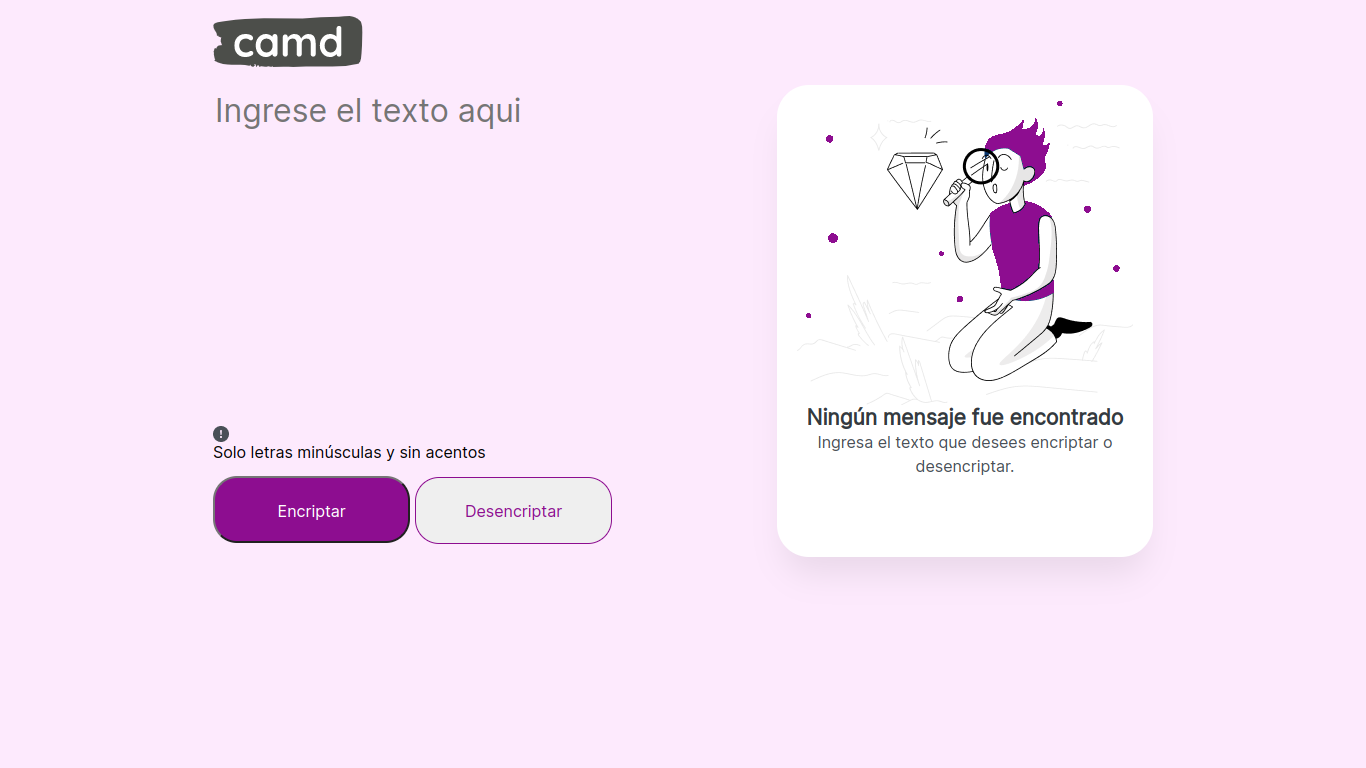 camd
Ingrese el texto aqui
Ningún mensaje fue encontrado
Ingresa el texto que desees encriptar o
desencriptar.
Solo letras minúsculas y sin acentos
Encriptar
Desencriptar